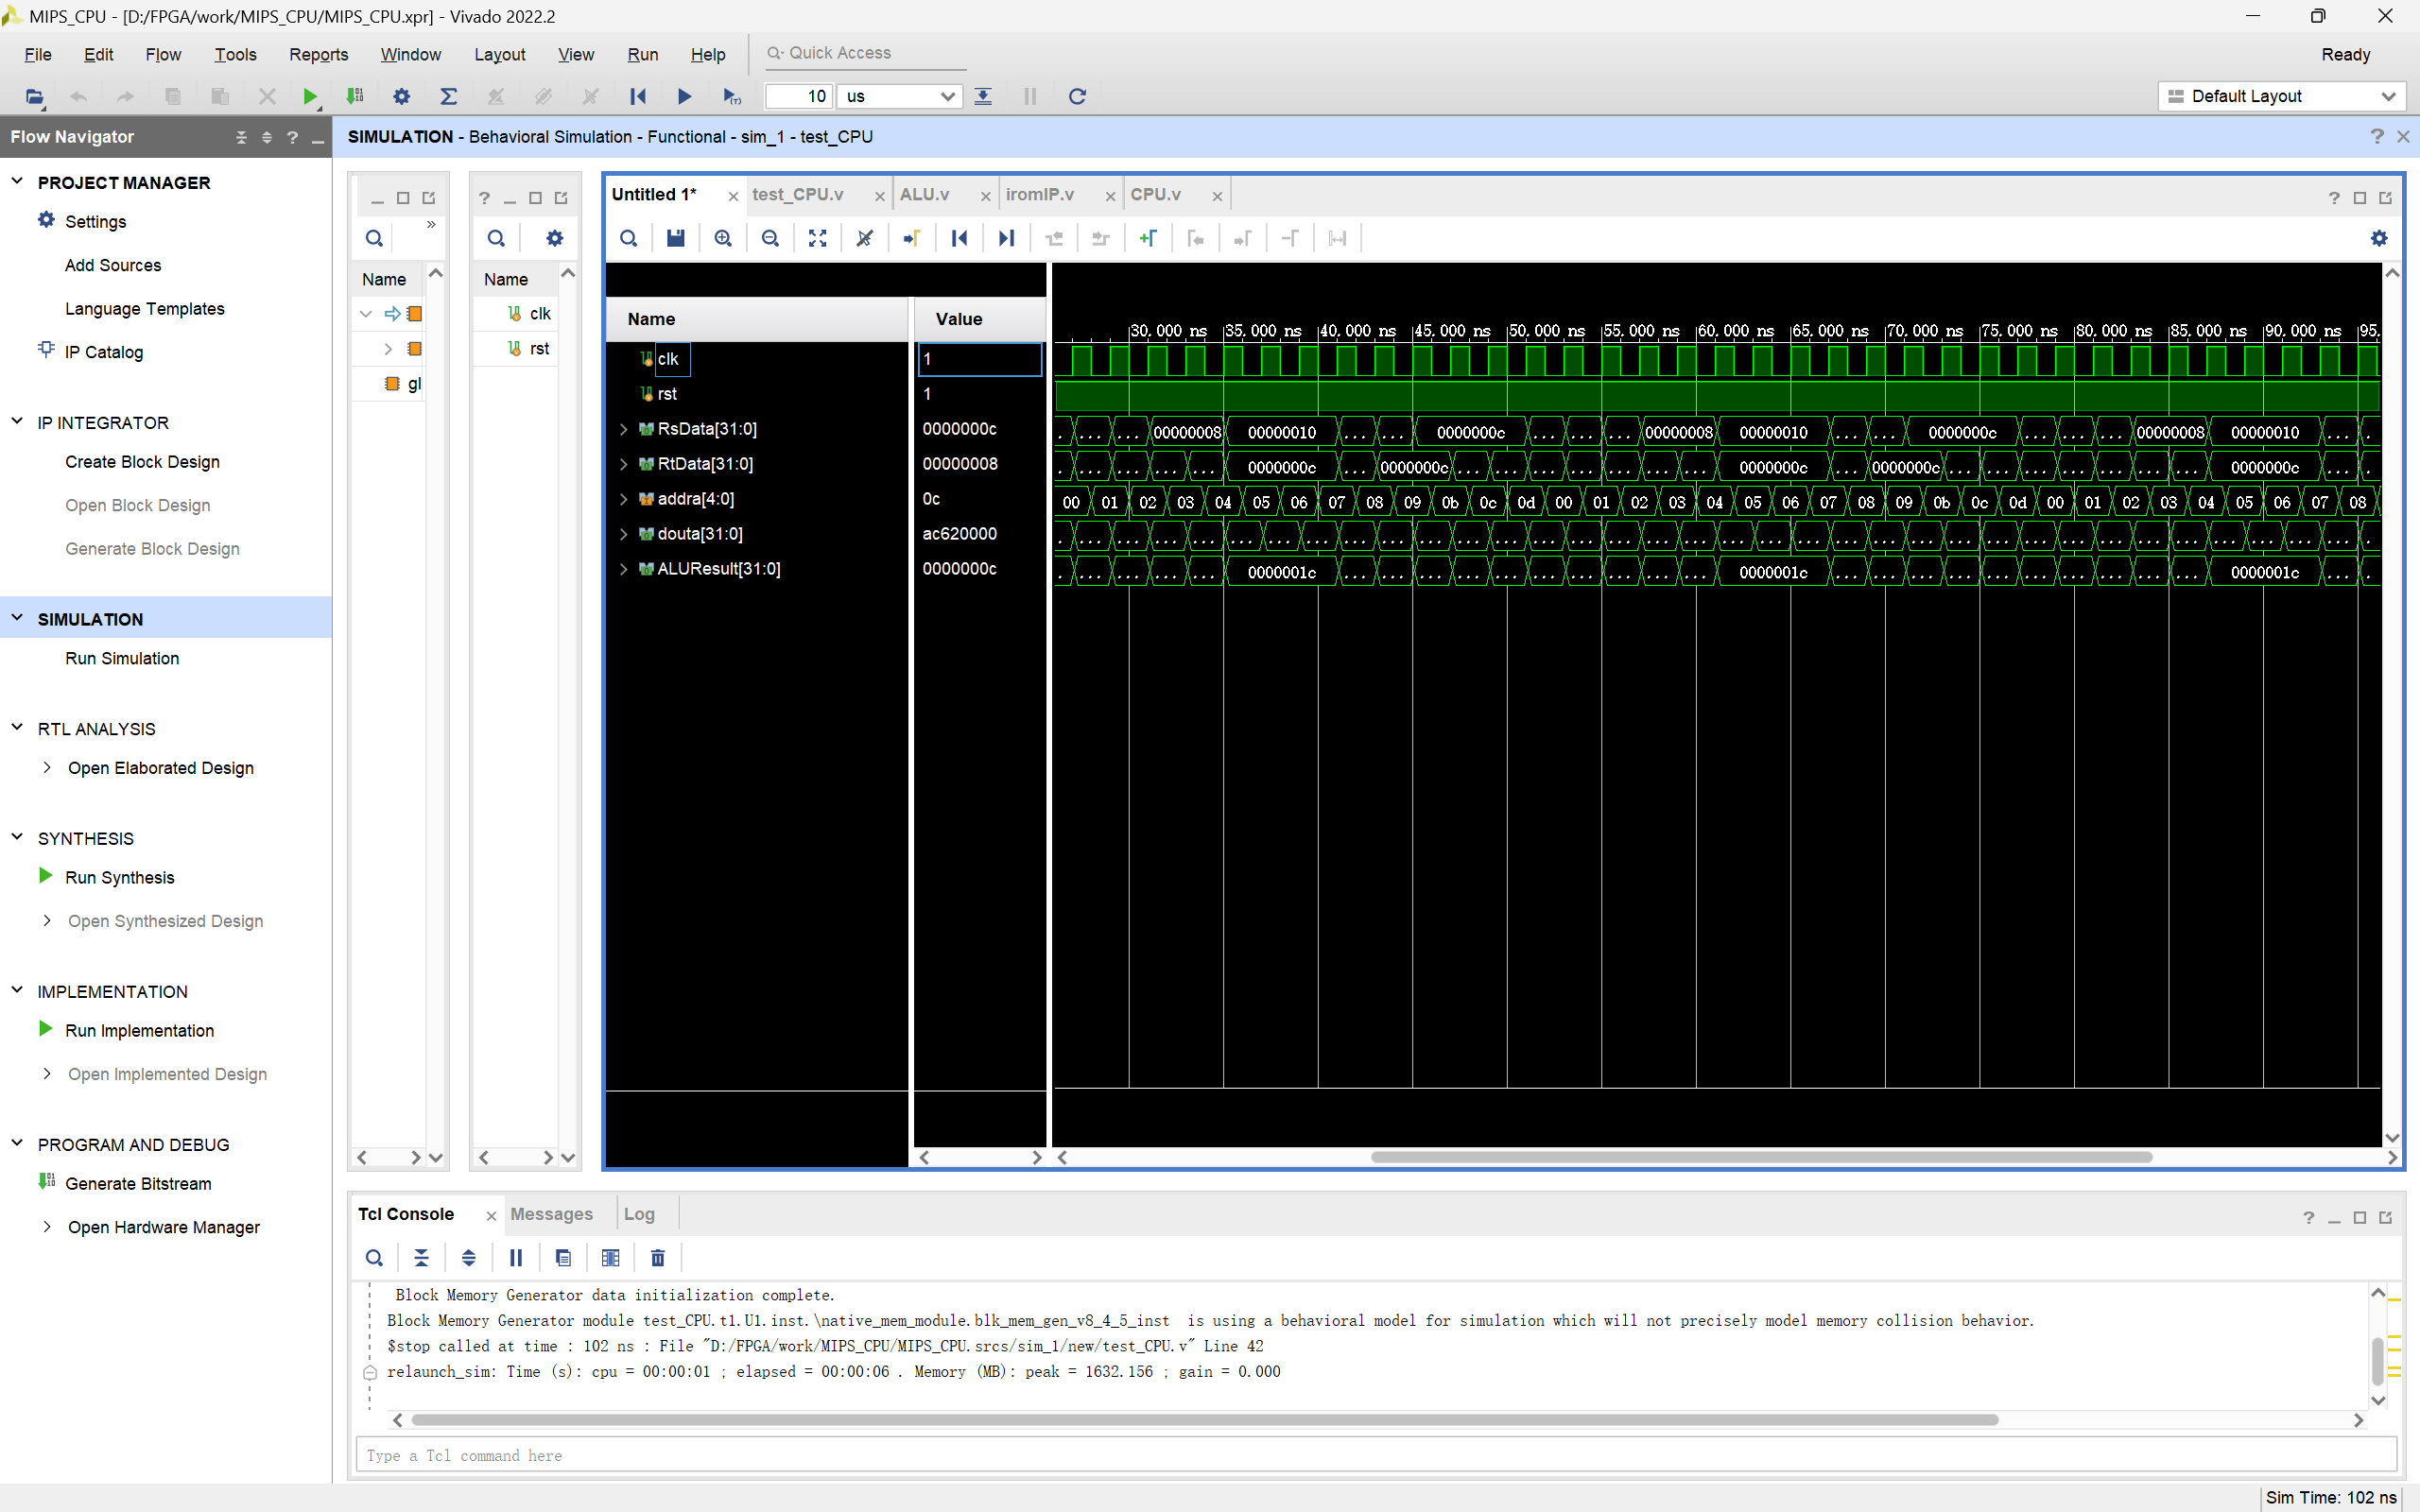 MIPS_CPU - [D:/FPGA/work/MIPS_CPU/MIPS_CPU.xpr] - Vivado 2022.2
File Edit Flow Tools Reports Window Layout View Run Help Quick Access Ready
10 us Default Layout
Flow Navigator
SIMULATION - Behavioral Simulation - Functional - sim_1 - test_CPU
PROJECT MANAGER
Settings
Add Sources
Language Templates
IP Catalog
IP INTEGRATOR
Create Block Design
Open Block Design
Generate Block Design
SIMULATION
Run Simulation
RTL ANALYSIS
Open Elaborated Design
SYNTHESIS
Run Synthesis
Open Synthesized Design
IMPLEMENTATION
Run Implementation
Open Implemented Design
PROGRAM AND DEBUG
Generate Bitstream
Open Hardware Manager
Name
gl
Name
clk
rst
Untitled 1* test_CPU.v ALU.v iromIP.v CPU.v
Name Value
30.000 ns 35.000 ns 40.000 ns 45.000 ns 50.000 ns 55.000 ns 60.000 ns 65.000 ns 70.000 ns 75.000 ns 80.000 ns 85.000 ns 90.000 ns 95.
clk 1
rst 1
RsData[31:0] 0000000c . ... ... 00000008 00000010 ... ... 0000000c ... ... ... 00000008 00000010 ... ... 0000000c ... ... ... 00000008 00000010 ... .
RtData[31:0] 00000008 . ... ... ... ... 0000000c ... 0000000c ... ... ... ... ... ... ... 0000000c ... 0000000c ... ... ... ... ... ... ... 0000000c ... .
addra[4:0] 0c 00 01 02 03 04 05 06 07 08 09 0b 0c 0d 00 01 02 03 04 05 06 07 08 09 0b 0c 0d 00 01 02 03 04 05 06 07 08
douta[31:0] ac620000 . ... ... ... ... ... ... ... ... ... ... ... ... ... ... ... ... ... ... ... ... ... ... ... ... ... ... ... ... ... ... ... ... ... .
ALUResult[31:0] 0000000c . ... ... ... ... 0000001c ... ... ... ... ... ... ... ... ... ... 0000001c ... ... ... ... ... ... ... ... ... ... 0000001c ... .
Tcl Console Messages Log
Block Memory Generator data initialization complete.
Block Memory Generator module test_CPU.t1.U1.inst.\native_mem_module.blk_mem_gen_v8_4_5_inst is using a behavioral model for simulation which will not precisely model memory collision behavior.
$stop called at time : 102 ns : File "D:/FPGA/work/MIPS_CPU/MIPS_CPU.srcs/sim_1/new/test_CPU.v" Line 42
relaunch_sim: Time (s): cpu = 00:00:01 ; elapsed = 00:00:06 . Memory (MB): peak = 1632.156 ; gain = 0.000
Type a Tcl command here
Sim Time: 102 ns